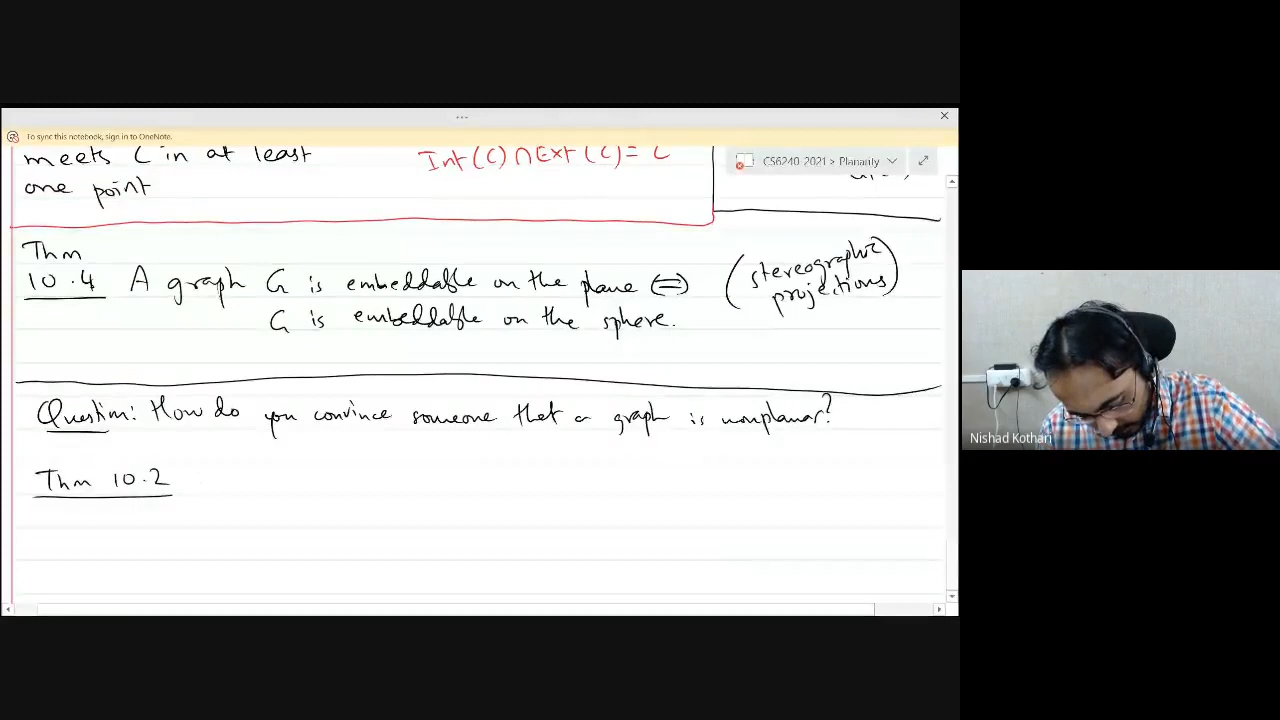 To sync this notebook, sign in to OneNote.
meets C in at least
one point
Int(C) ∩ Ext(C) = C
CS6240-2021 > Planarity
Thm
10.4 A graph G is embeddable on the plane ⇔
G is embeddable on the sphere.
(stereographic
projections)
Question: How do you convince someone that a graph is nonplanar?
Thm 10.2
Nishad Kothari